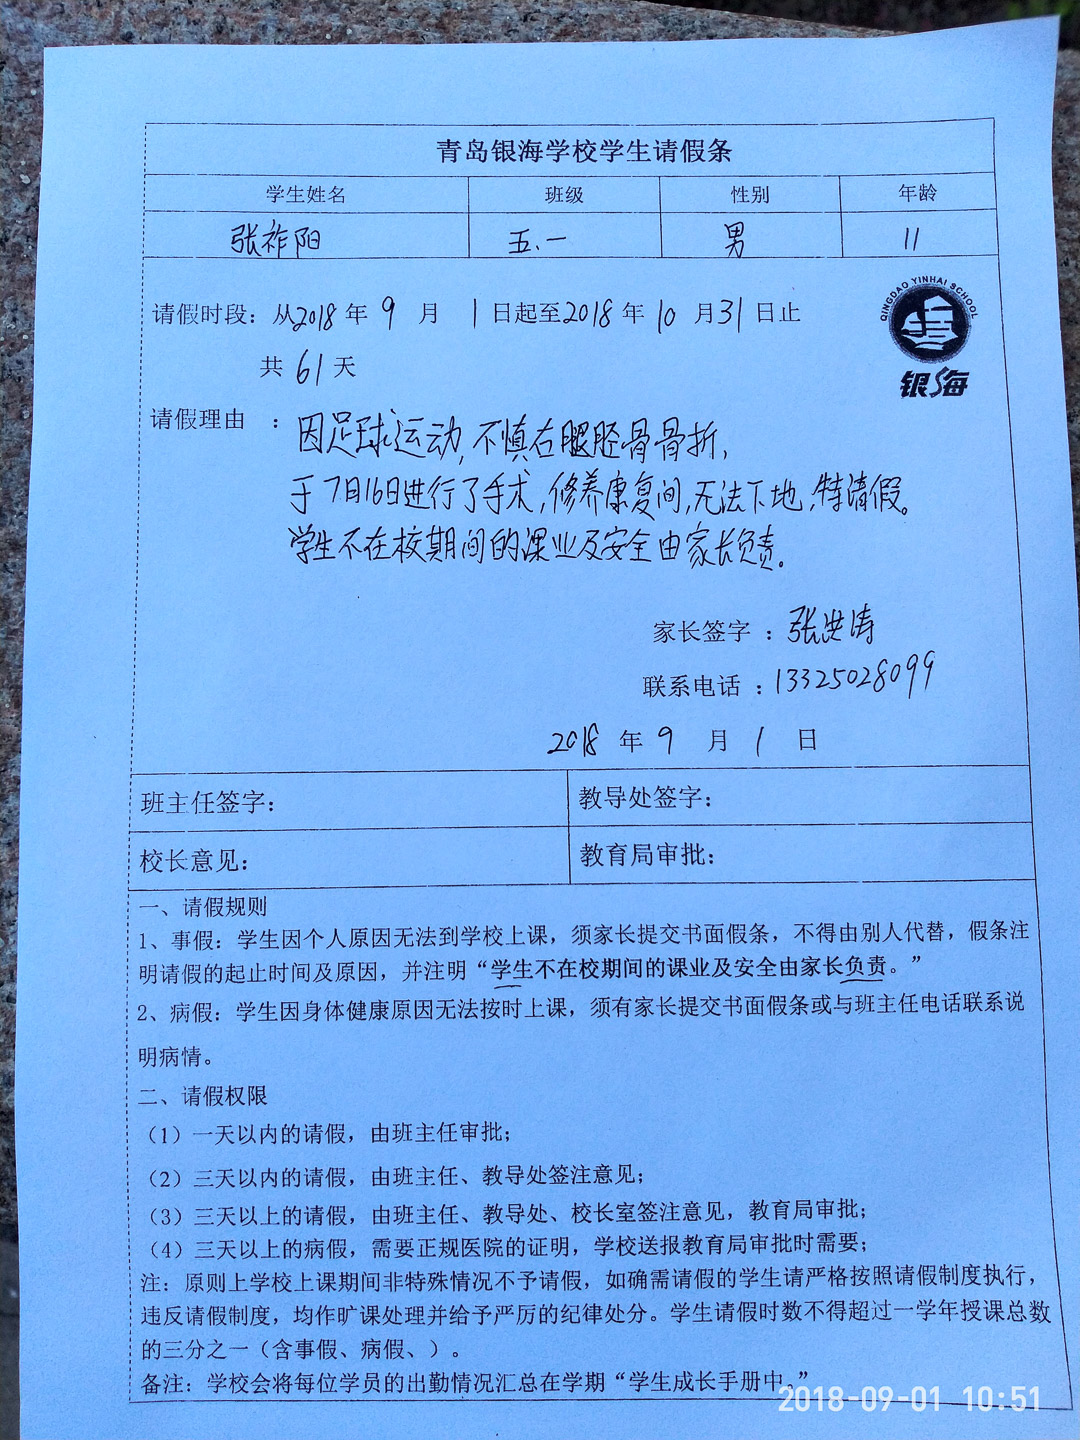 青岛银海学校学生请假条
学生姓名 班级 性别 年龄
张祚阳 五.一 男 11
QINGDAO YINHAI SCHOOL
银海
请假时段：从2018年 9 月 1日起至2018年 10 月31日止
共 61 天
请假理由 ：因足球运动,不慎右腿胫骨骨折,
于7月16日进行了手术,修养康复间,无法下地,特请假。
学生不在校期间的课业及安全由家长负责。
家长签字 ：张洪涛
联系电话 ：13325028099
2018 年 9 月 1 日
班主任签字： 教导处签字：
校长意见： 教育局审批：
一、请假规则
1、事假：学生因个人原因无法到学校上课，须家长提交书面假条，不得由别人代替，假条注
明请假的起止时间及原因，并注明“学生不在校期间的课业及安全由家长负责。”
2、病假：学生因身体健康原因无法按时上课，须有家长提交书面假条或与班主任电话联系说
明病情。
二、请假权限
（1）一天以内的请假，由班主任审批；
（2）三天以内的请假，由班主任、教导处签注意见；
（3）三天以上的请假，由班主任、教导处、校长室签注意见，教育局审批；
（4）三天以上的病假，需要正规医院的证明，学校送报教育局审批时需要；
注：原则上学校上课期间非特殊情况不予请假，如确需请假的学生请严格按照请假制度执行，
违反请假制度，均作旷课处理并给予严厉的纪律处分。学生请假时数不得超过一学年授课总数
的三分之一（含事假、病假、）。
备注：学校会将每位学员的出勤情况汇总在学期“学生成长手册中。”
2018-09-01 10:51